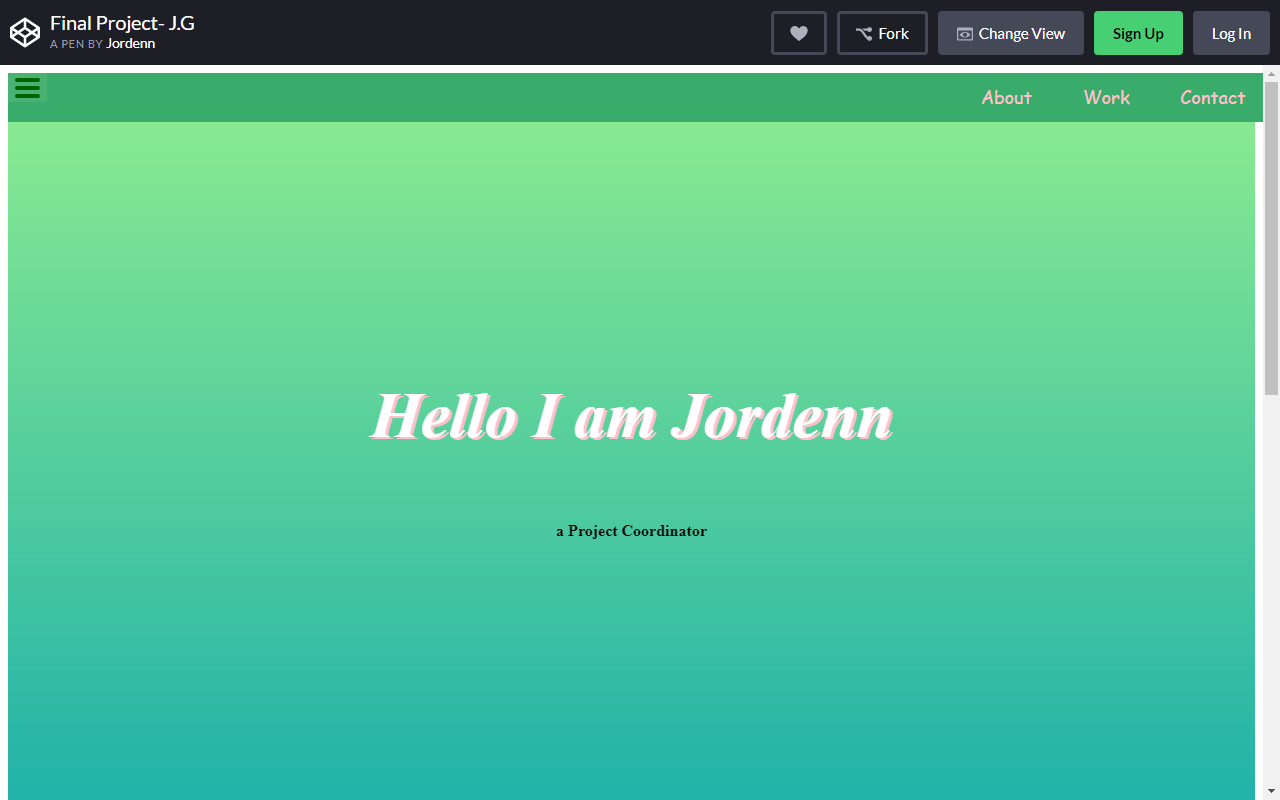 Final Project- J.G
A PEN BY Jordenn
Fork
Change View
Sign Up
Log In
About
Work
Contact
Hello I am Jordenn
a Project Coordinator